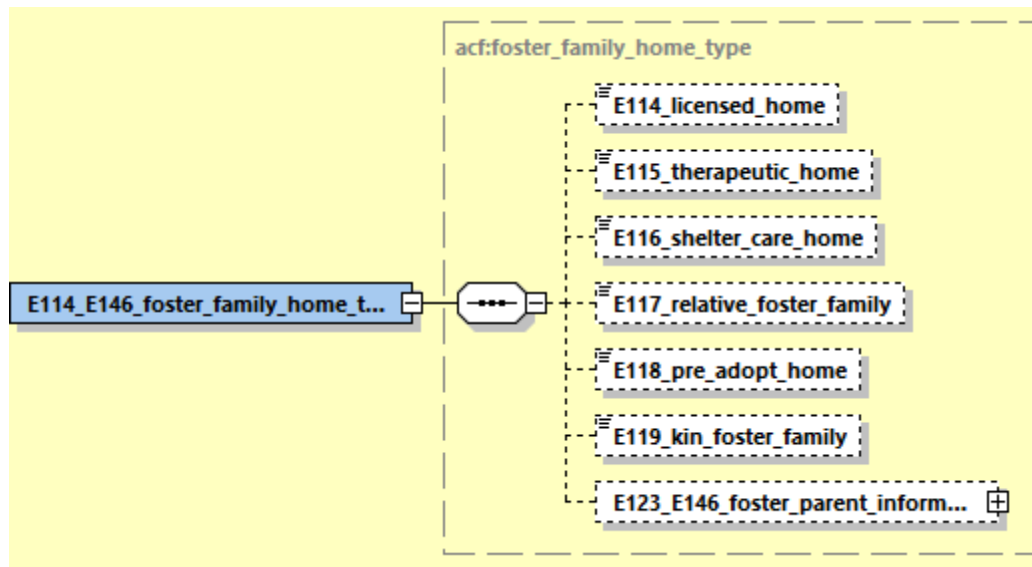 acf:foster_family_home_type
E114_licensed_home
E115_therapeutic_home
E116_shelter_care_home
E114_E146_foster_family_home_t...
E117_relative_foster_family
E118_pre_adopt_home
E119_kin_foster_family
E123_E146_foster_parent_inform...